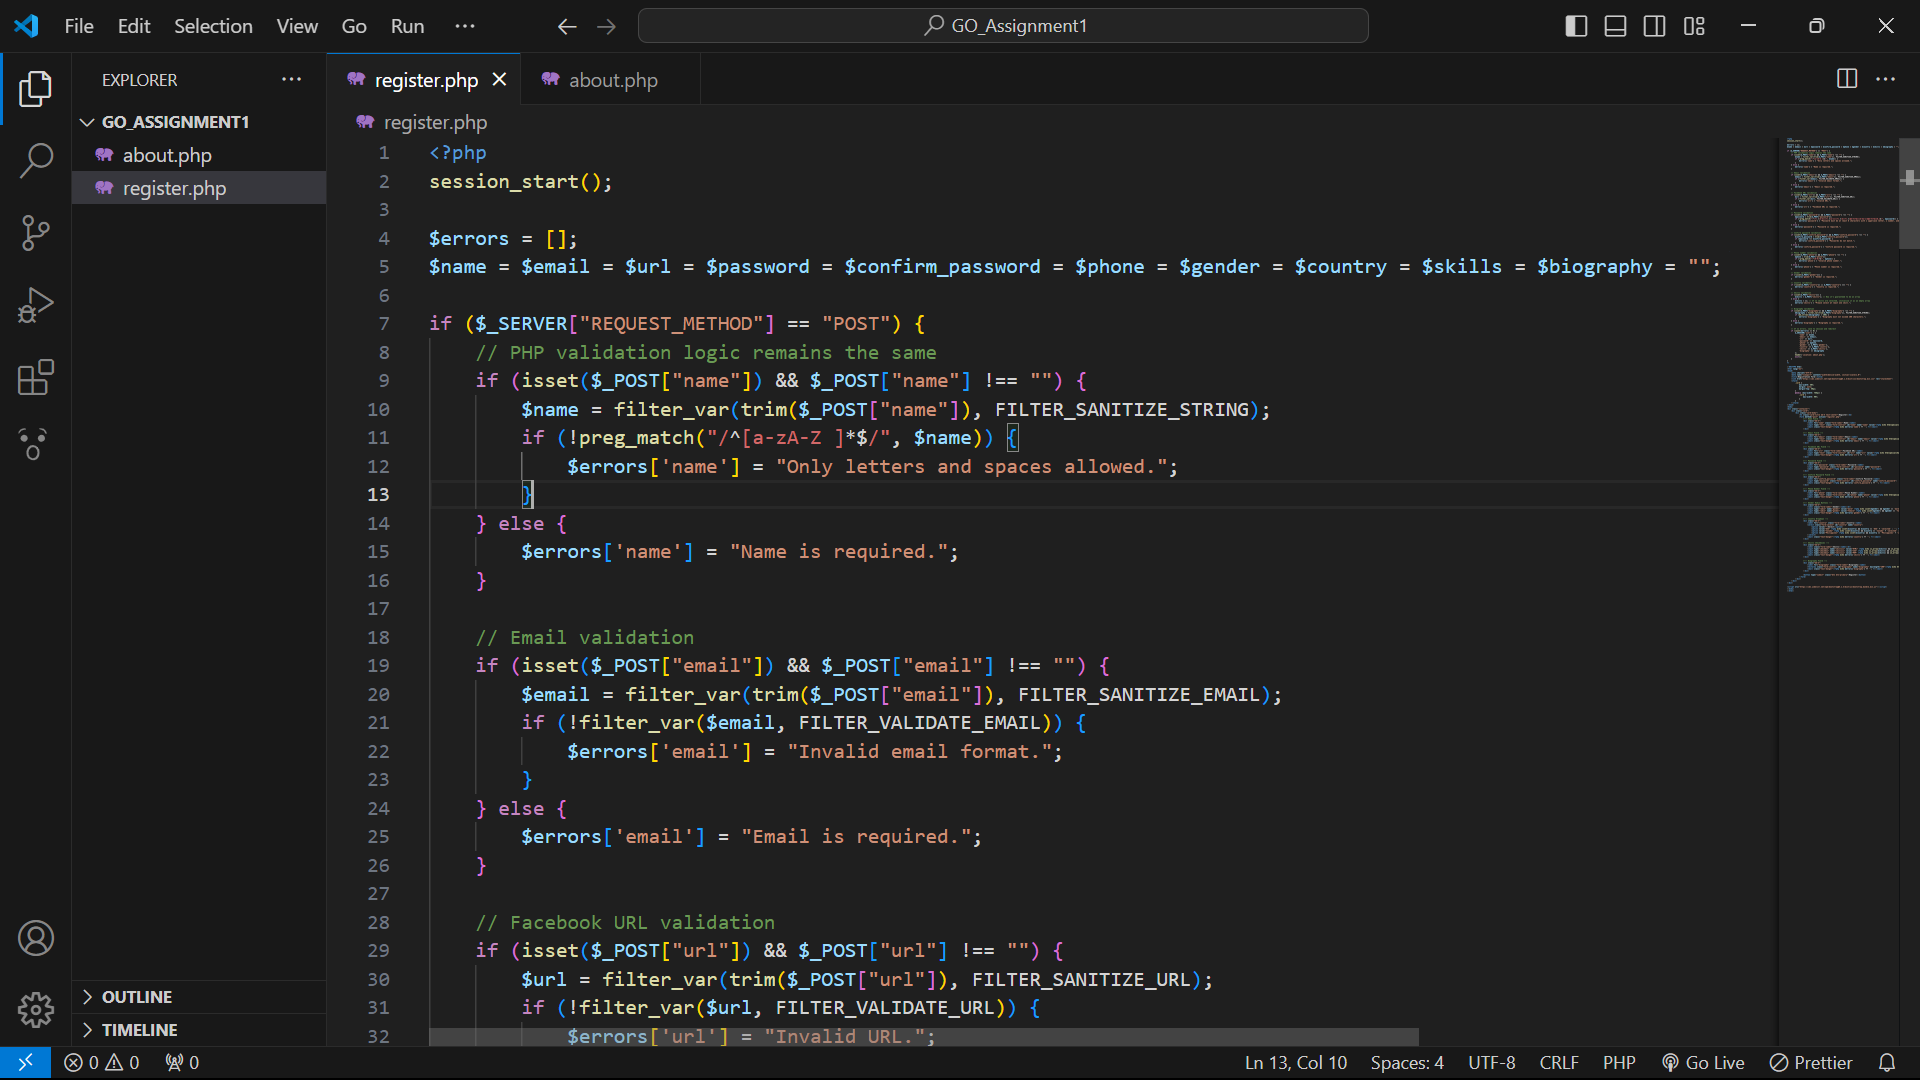 File Edit Selection View Go Run ··· GO_Assignment1
EXPLORER ···
GO_ASSIGNMENT1
about.php
register.php
OUTLINE
TIMELINE
register.php about.php ···
register.php
1 <?php
2 session_start();
3
4 $errors = [];
5 $name = $email = $url = $password = $confirm_password = $phone = $gender = $country = $skills = $biography = "";
6
7 if ($_SERVER["REQUEST_METHOD"] == "POST") {
8 // PHP validation logic remains the same
9 if (isset($_POST["name"]) && $_POST["name"] !== "") {
10 $name = filter_var(trim($_POST["name"]), FILTER_SANITIZE_STRING);
11 if (!preg_match("/^[a-zA-Z ]*$/", $name)) {
12 $errors['name'] = "Only letters and spaces allowed.";
13 }
14 } else {
15 $errors['name'] = "Name is required.";
16 }
17
18 // Email validation
19 if (isset($_POST["email"]) && $_POST["email"] !== "") {
20 $email = filter_var(trim($_POST["email"]), FILTER_SANITIZE_EMAIL);
21 if (!filter_var($email, FILTER_VALIDATE_EMAIL)) {
22 $errors['email'] = "Invalid email format.";
23 }
24 } else {
25 $errors['email'] = "Email is required.";
26 }
27
28 // Facebook URL validation
29 if (isset($_POST["url"]) && $_POST["url"] !== "") {
30 $url = filter_var(trim($_POST["url"]), FILTER_SANITIZE_URL);
31 if (!filter_var($url, FILTER_VALIDATE_URL)) {
32 $errors['url'] = "Invalid URL.";
0 0 0 Ln 13, Col 10 Spaces: 4 UTF-8 CRLF PHP Go Live Prettier